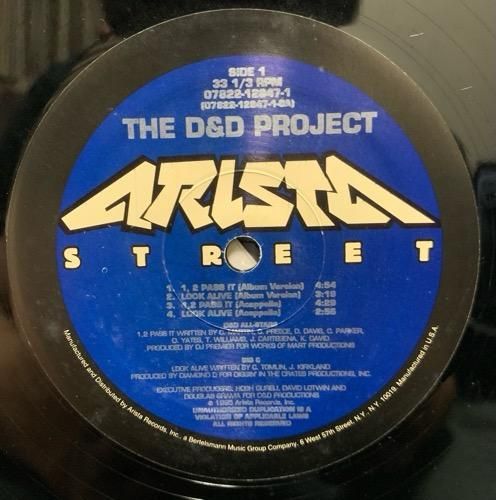 SIDE 1
33 1/3 RPM
07822-12847-1
(07822-12847-1-SA)
THE D&D PROJECT
ARISTA
STREET
1. 1, 2 PASS IT (Album Version) 4:54
2. LOOK ALIVE (Album Version) 3:19
3. 1,2 PASS IT (Acappella) 4:29
4. LOOK ALIVE (Acappella) 2:55
D&D ALL-STARS
1,2 PASS IT WRITTEN BY C. MARTIN, C. PREECE, D. DAVIS, C. PARKER,
O. YATES, T. WILLIAMS, J. CARTEGENA, K. DAVID
PRODUCED BY DJ PREMIER FOR WORKS OF MART PRODUCTIONS
BIG C
LOOK ALIVE WRITTEN BY C. TOMLIN, J. KIRKLAND
PRODUCED BY DIAMOND D FOR DIGGIN' IN THE CRATES PRODUCTIONS, INC.
EXECUTIVE PRODUCERS, DAVID LOTWIN AND
DOUGLAS GRAMA FOR D&D PRODUCTIONS
© 1995 Arista Records, Inc.
UNAUTHORIZED DUPLICATION IS A
VIOLATION OF APPLICABLE LAWS
ALL RIGHTS RESERVED
Manufactured and Distributed by Arista Records, Inc., a Bertelsmann Music Group Company. 6 West 57th Street, N.Y. N.Y. 10019. Manufactured in U.S.A.